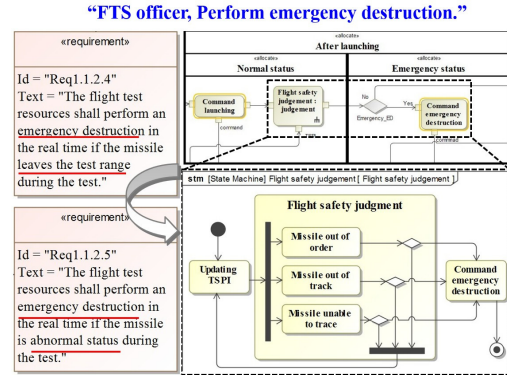 “FTS officer, Perform emergency destruction.”
«requirement»
Id = "Req1.1.2.4"
Text = "The flight test
resources shall perform an
emergency destruction in
the real time if the missile
leaves the test range
during the test."
«requirement»
Id = "Req1.1.2.5"
Text = "The flight test
resources shall perform an
emergency destruction in
the real time if the missile
is abnormal status during
the test."
«allocate»
After launching
«allocate»
Normal status
«allocate»
Emergency status
Command
launching
command
Flight safety
judgement :
judgement
No
Emergency_ED
Yes
Command
emergency
destruction
command
stm [State Machine] Flight safety judgement [ Flight safety judgement ]
Flight safety judgment
Updating
TSPI
Missile out of
order
Missile out of
track
Missile unable
to trace
Command
emergency
destruction